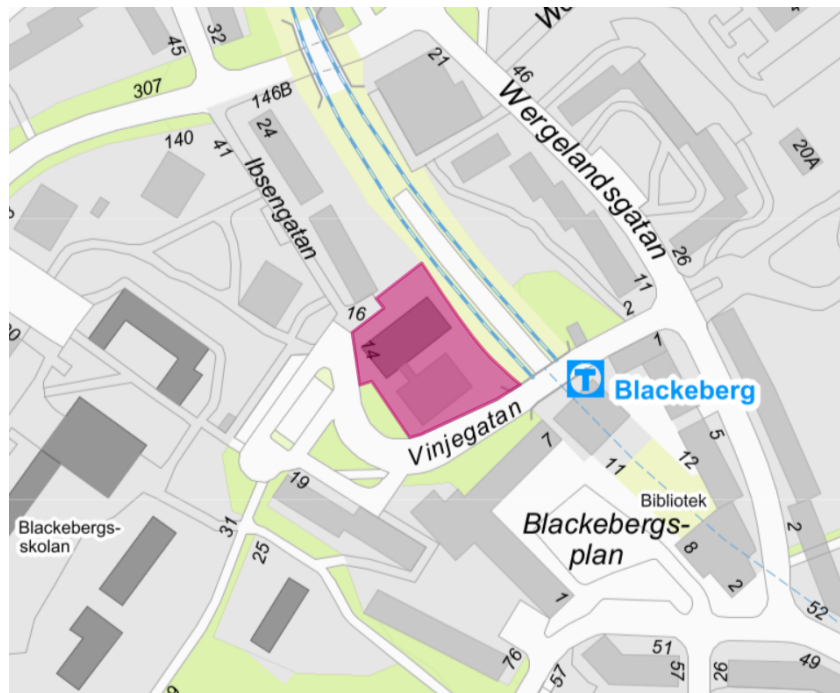 45
32
307
146B
21
46
Wergelandsgatan
140
41
24
Ibsengatan
20A
26
11
2
16
14
1
T
Blackeberg
Vinjegatan
7
5
11
12
19
Bibliotek
Blackebergs-
plan
Blackebergs-
skolan
31
25
8
2
2
1
52
76
57
51
57
26
49